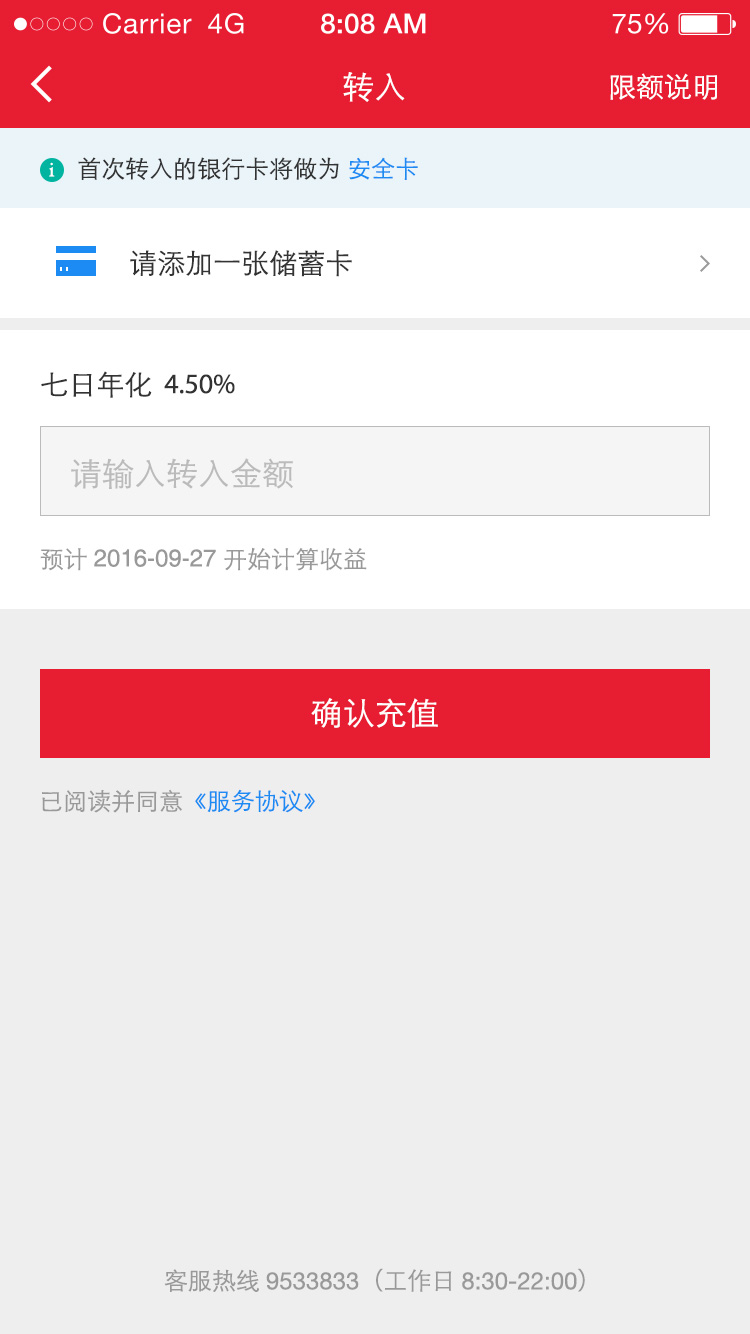 Carrier 4G 8:08 AM 75%
转入 限额说明
首次转入的银行卡将做为 安全卡
请添加一张储蓄卡
七日年化 4.50%
请输入转入金额
预计 2016-09-27 开始计算收益
确认充值
已阅读并同意《服务协议》
客服热线 9533833（工作日 8:30-22:00）